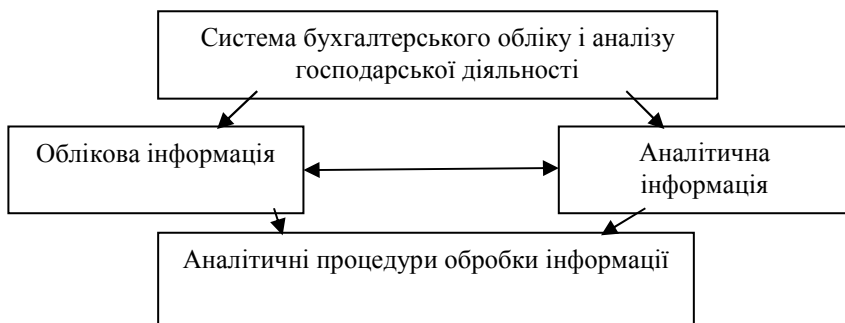 Система бухгалтерського обліку і аналізу
господарської діяльності
Облікова інформація
Аналітична
інформація
Аналітичні процедури обробки інформації